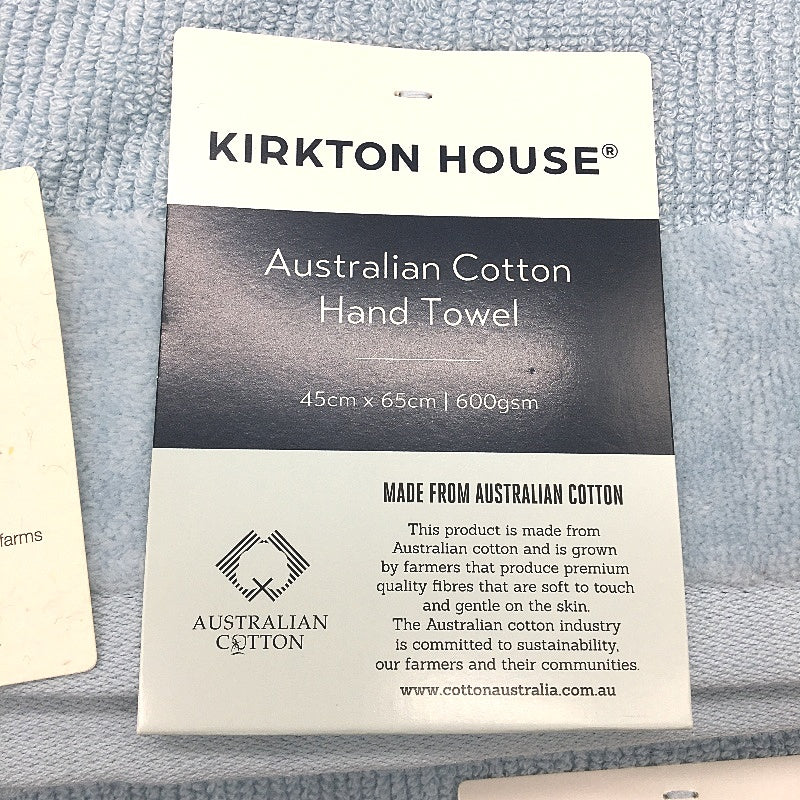 KIRKTON HOUSE®
Australian Cotton
Hand Towel
45cm x 65cm | 600gsm
MADE FROM AUSTRALIAN COTTON
This product is made from
Australian cotton and is grown
by farmers that produce premium
quality fibres that are soft to touch
and gentle on the skin.
The Australian cotton industry
is committed to sustainability,
our farmers and their communities.
www.cottonaustralia.com.au
AUSTRALIAN
COTTON
farms